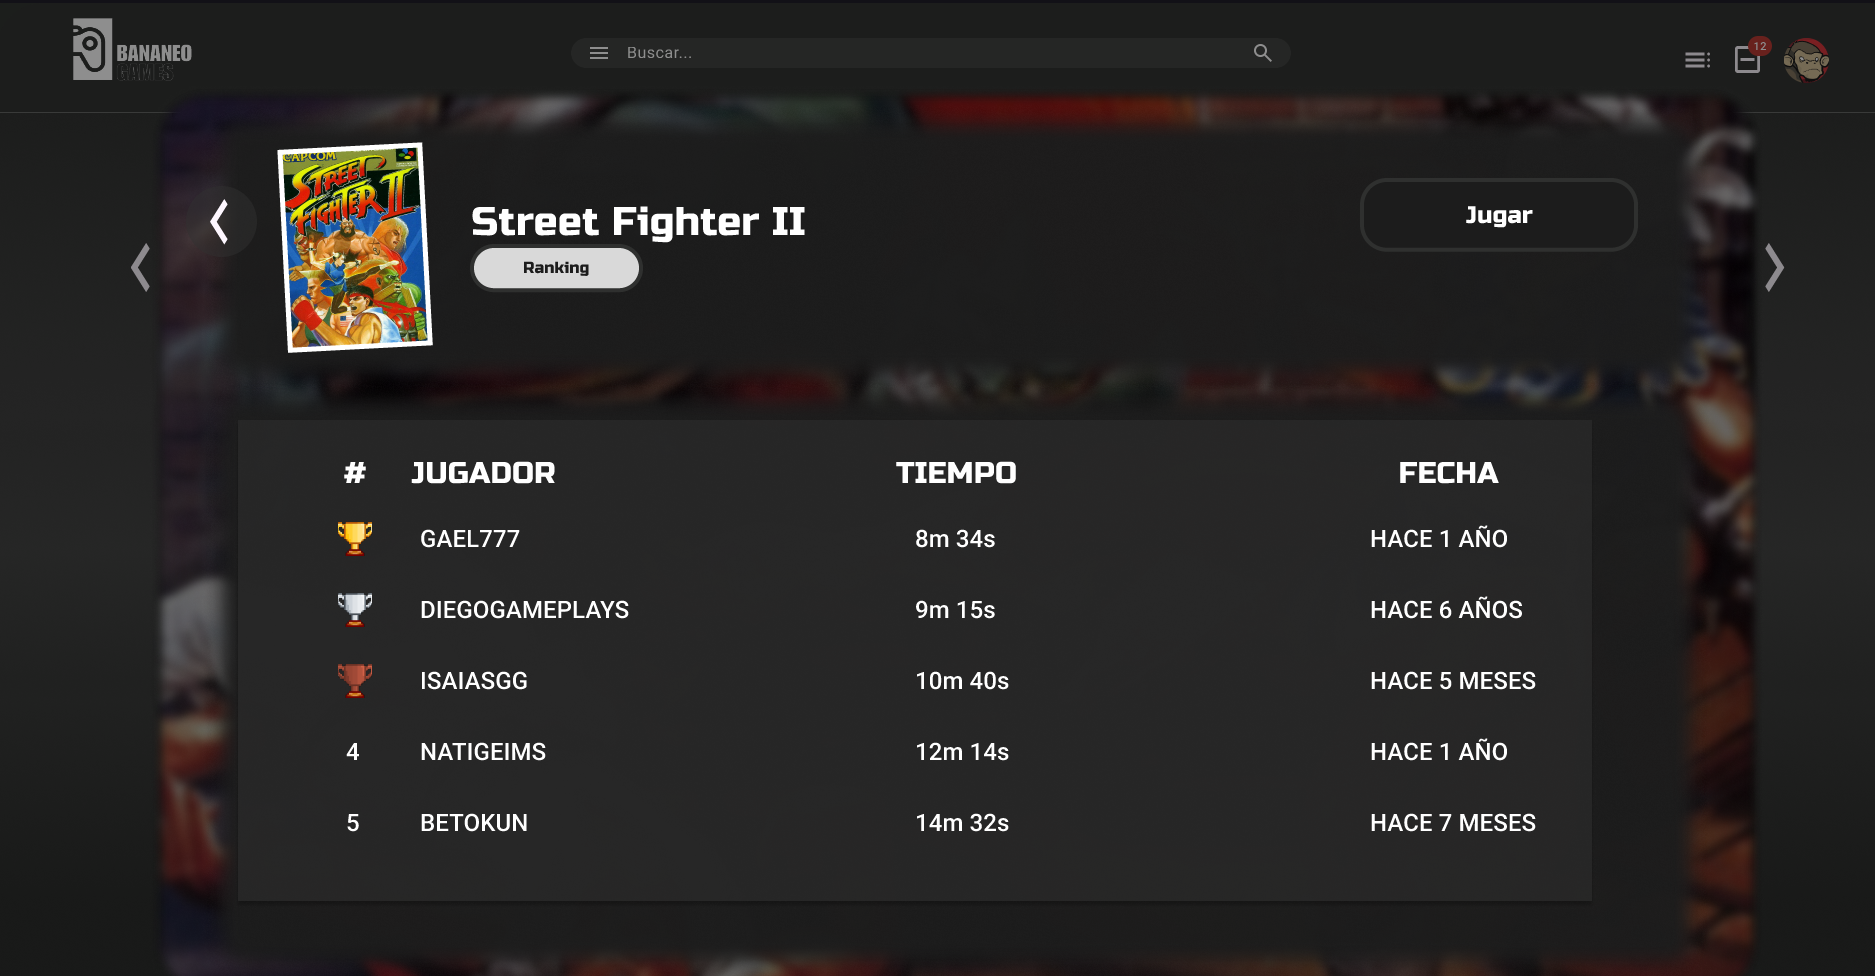 BANANEO
GAMES
Buscar...
12
CAPCOM
STREET
FIGHTER II
Street Fighter II
Ranking
Jugar
# JUGADOR TIEMPO FECHA
GAEL777 8m 34s HACE 1 AÑO
DIEGOGAMEPLAYS 9m 15s HACE 6 AÑOS
ISAIASGG 10m 40s HACE 5 MESES
4 NATIGEIMS 12m 14s HACE 1 AÑO
5 BETOKUN 14m 32s HACE 7 MESES